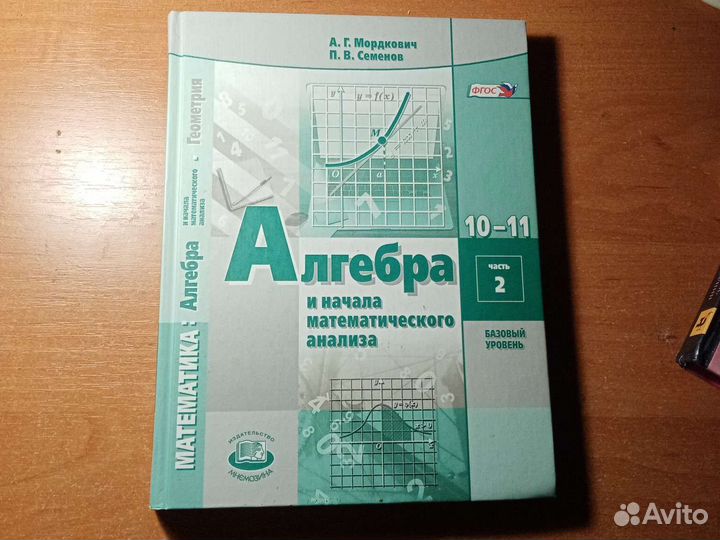 А. Г. Мордкович
П. В. Семенов
ФГОС
y
y = f(x)
M
O
a
x
10–11
часть
2
Алгебра
и начала
математического
анализа
БАЗОВЫЙ
УРОВЕНЬ
ИЗДАТЕЛЬСТВО
МНЕМОЗИНА
МАТЕМАТИКА: Алгебра
и начала
математического
анализа
Геометрия
Avito